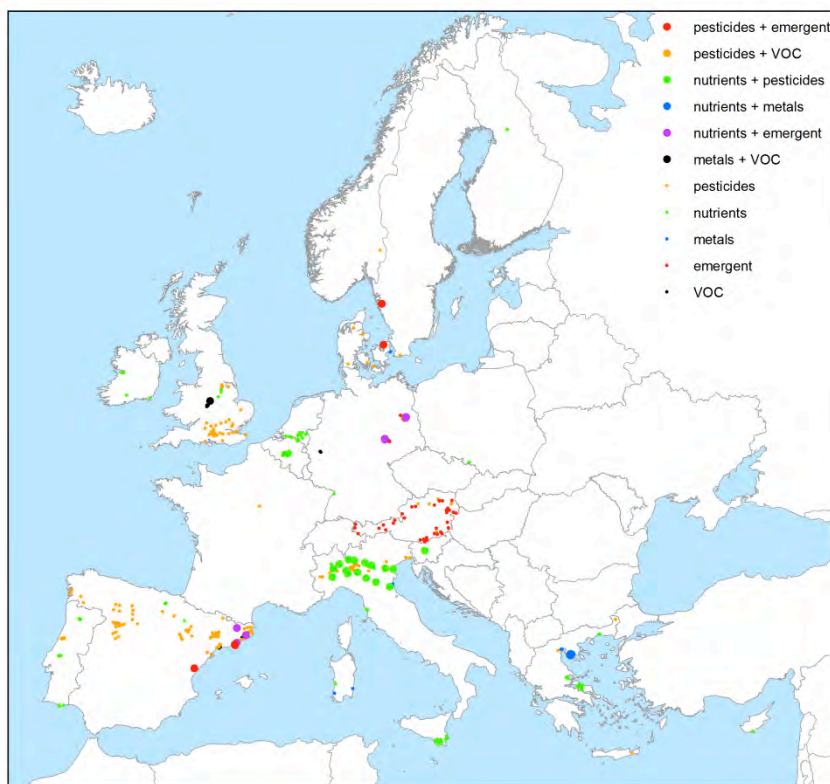 pesticides + emergent
pesticides + VOC
nutrients + pesticides
nutrients + metals
nutrients + emergent
metals + VOC
pesticides
nutrients
metals
emergent
VOC